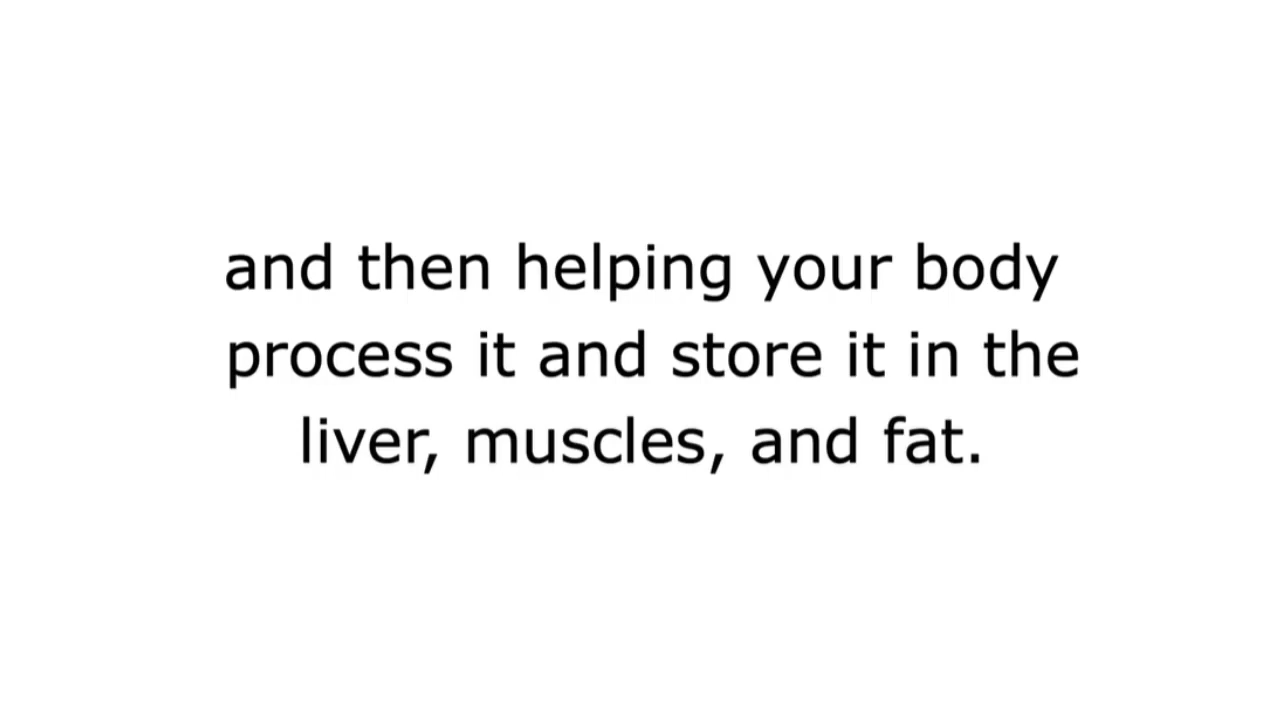 and then helping your body
process it and store it in the
liver, muscles, and fat.